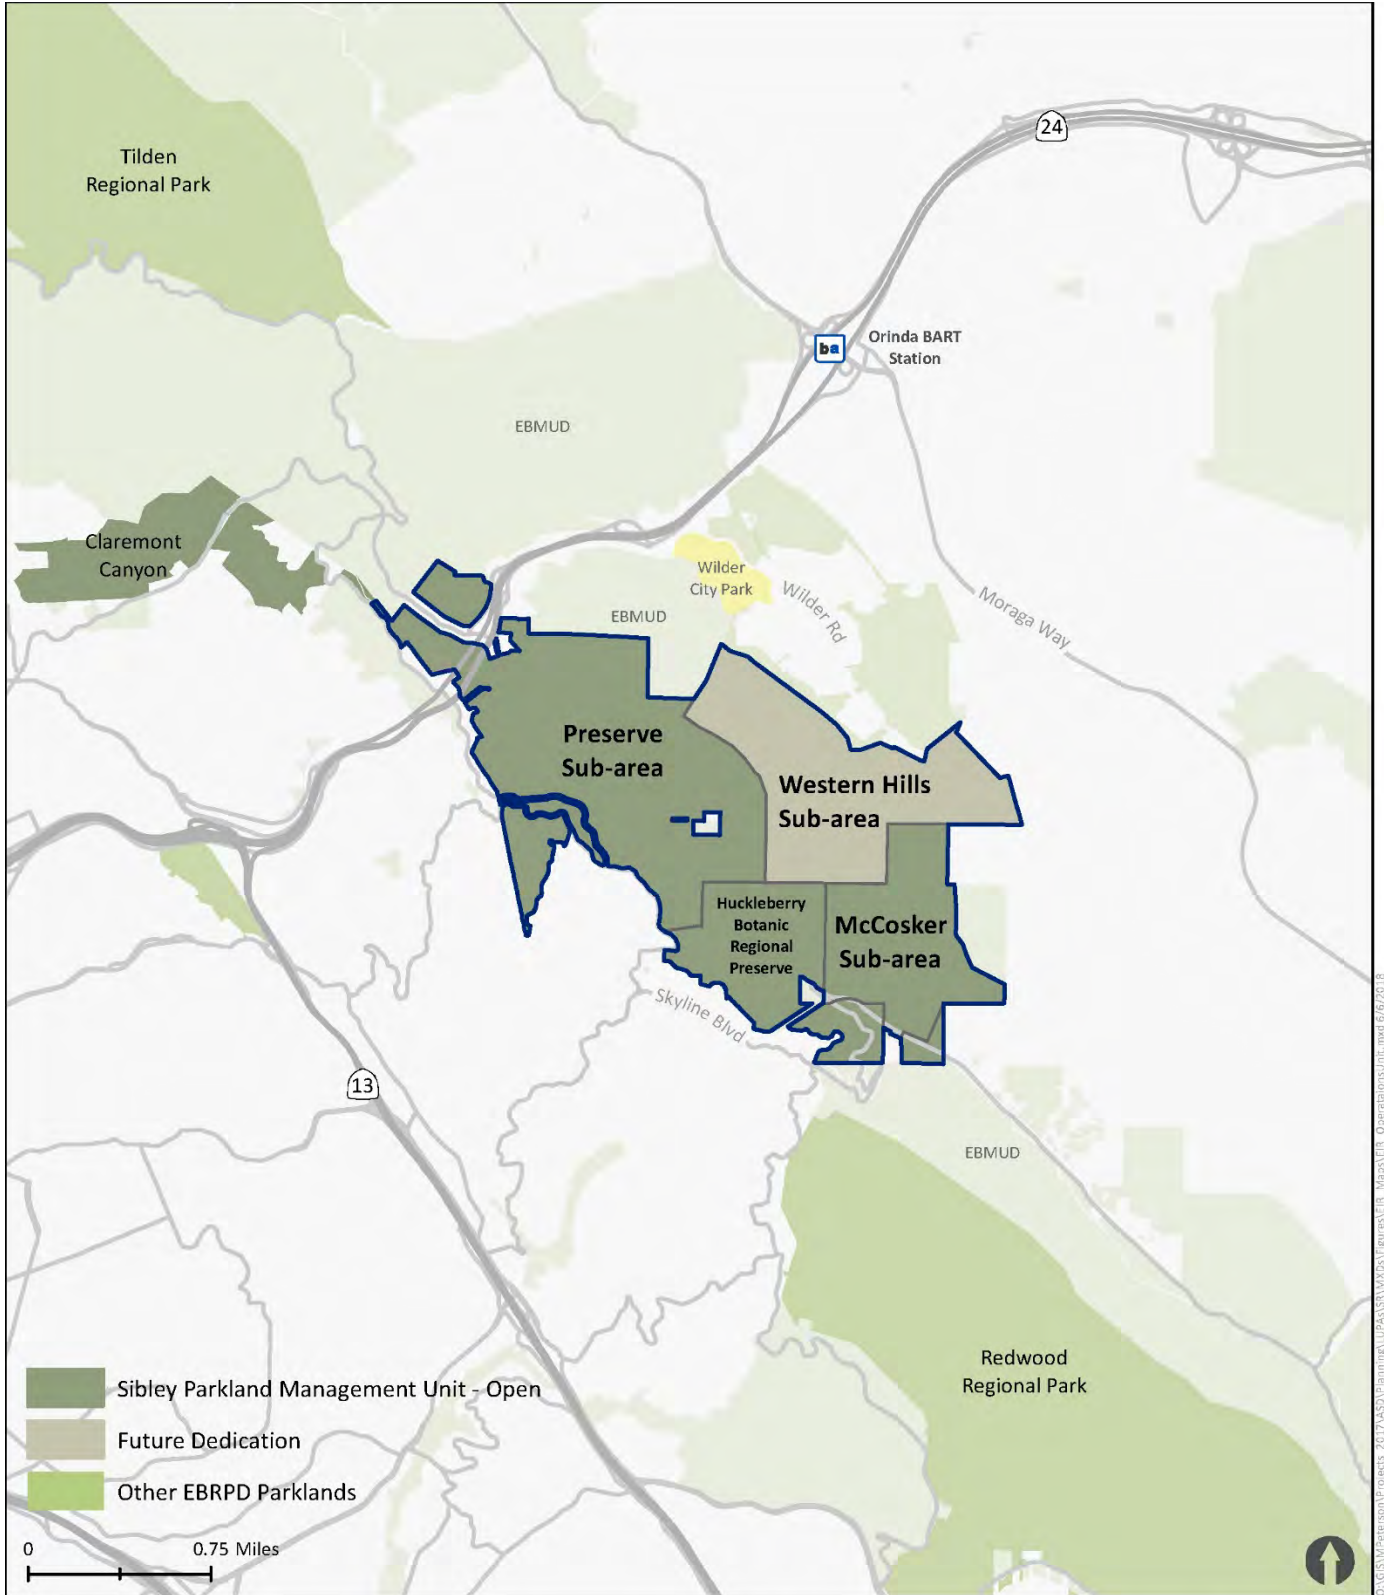 24
Tilden
Regional Park
ba
Orinda BART
Station
EBMUD
Claremont
Canyon
Wilder
City Park
Wilder Rd
EBMUD
Moraga Way
Preserve
Sub-area
Western Hills
Sub-area
Huckleberry
Botanic
Regional
Preserve
McCosker
Sub-area
Skyline Blvd
13
EBMUD
Redwood
Regional Park
Sibley Parkland Management Unit - Open
Future Dedication
Other EBRPD Parklands
0 0.75 Miles